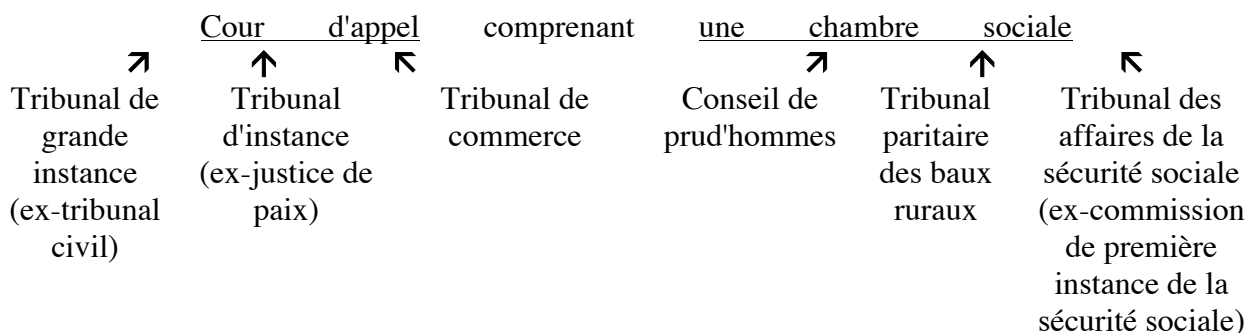 Cour d'appel comprenant une chambre sociale
Tribunal de
grande
instance
(ex-tribunal
civil)
Tribunal
d'instance
(ex-justice de
paix)
Tribunal de
commerce
Conseil de
prud'hommes
Tribunal
paritaire
des baux
ruraux
Tribunal des
affaires de la
sécurité sociale
(ex-commission
de première
instance de la
sécurité sociale)